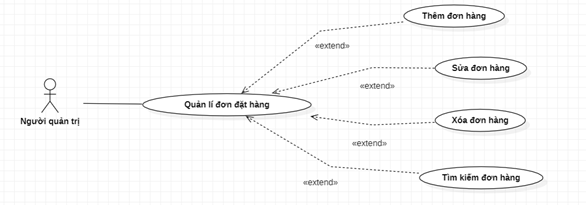 Thêm đơn hàng
«extend»
Sửa đơn hàng
«extend»
Quản lí đơn đặt hàng
Người quản trị
Xóa đơn hàng
«extend»
Tìm kiếm đơn hàng
«extend»